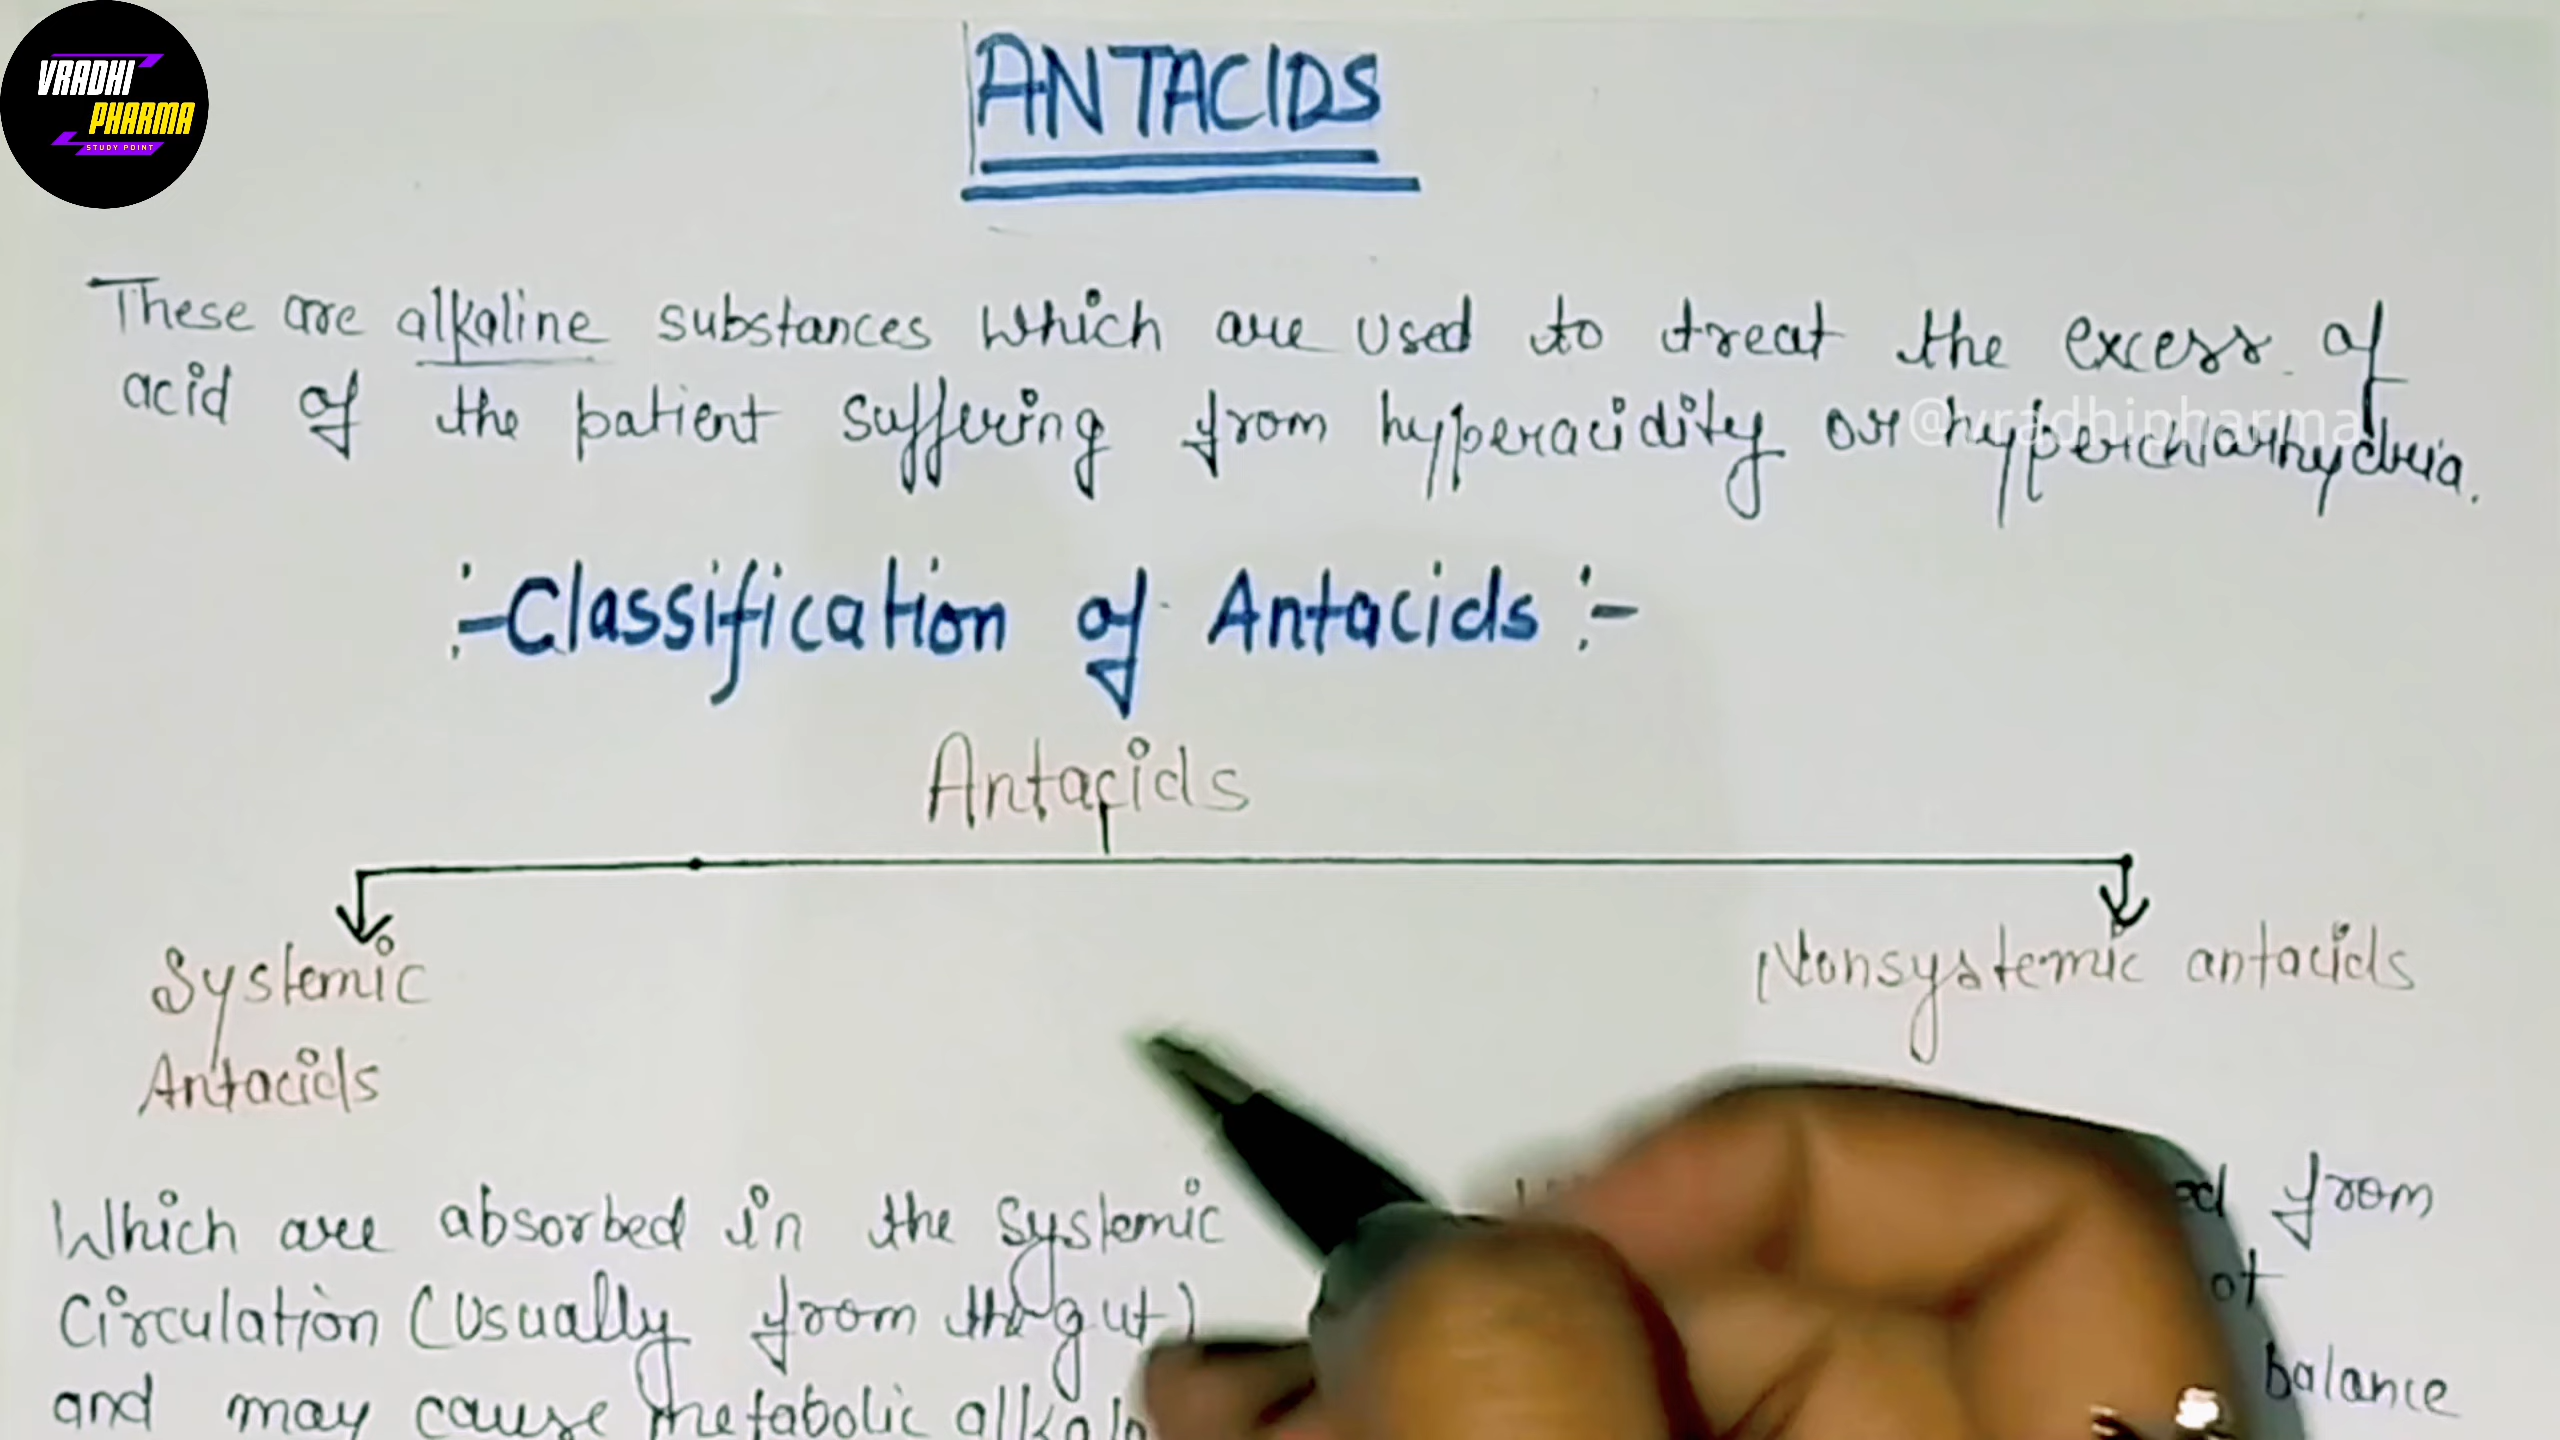 VRADHI
PHARMA
STUDY POINT
ANTACIDS
These are alkaline substances which are used to treat the excess of
acid of the patient suffering from hyperacidity or hyperchlarhydria.
@vradhipharma
:-Classification of Antacids :-
Antacids
Systemic
Antacids
Nonsystemic antacids
Which are absorbed in the systemic
Circulation (Usually from the gut)
and may cause metabolic
from
ot
balance